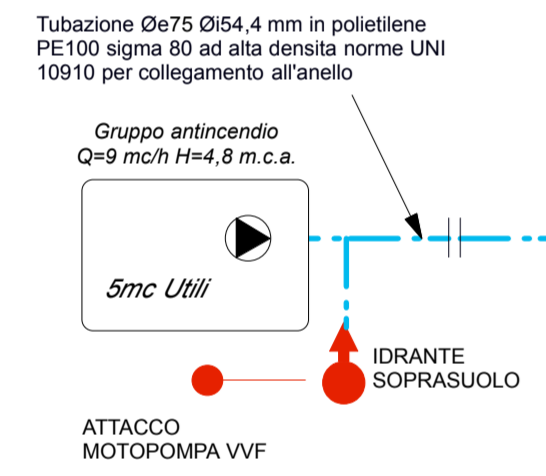 Tubazione Øe75 Øi54,4 mm in polietilene
PE100 sigma 80 ad alta densita norme UNI
10910 per collegamento all'anello
Gruppo antincendio
Q=9 mc/h H=4,8 m.c.a.
5mc Utili
IDRANTE
SOPRASUOLO
ATTACCO
MOTOPOMPA VVF